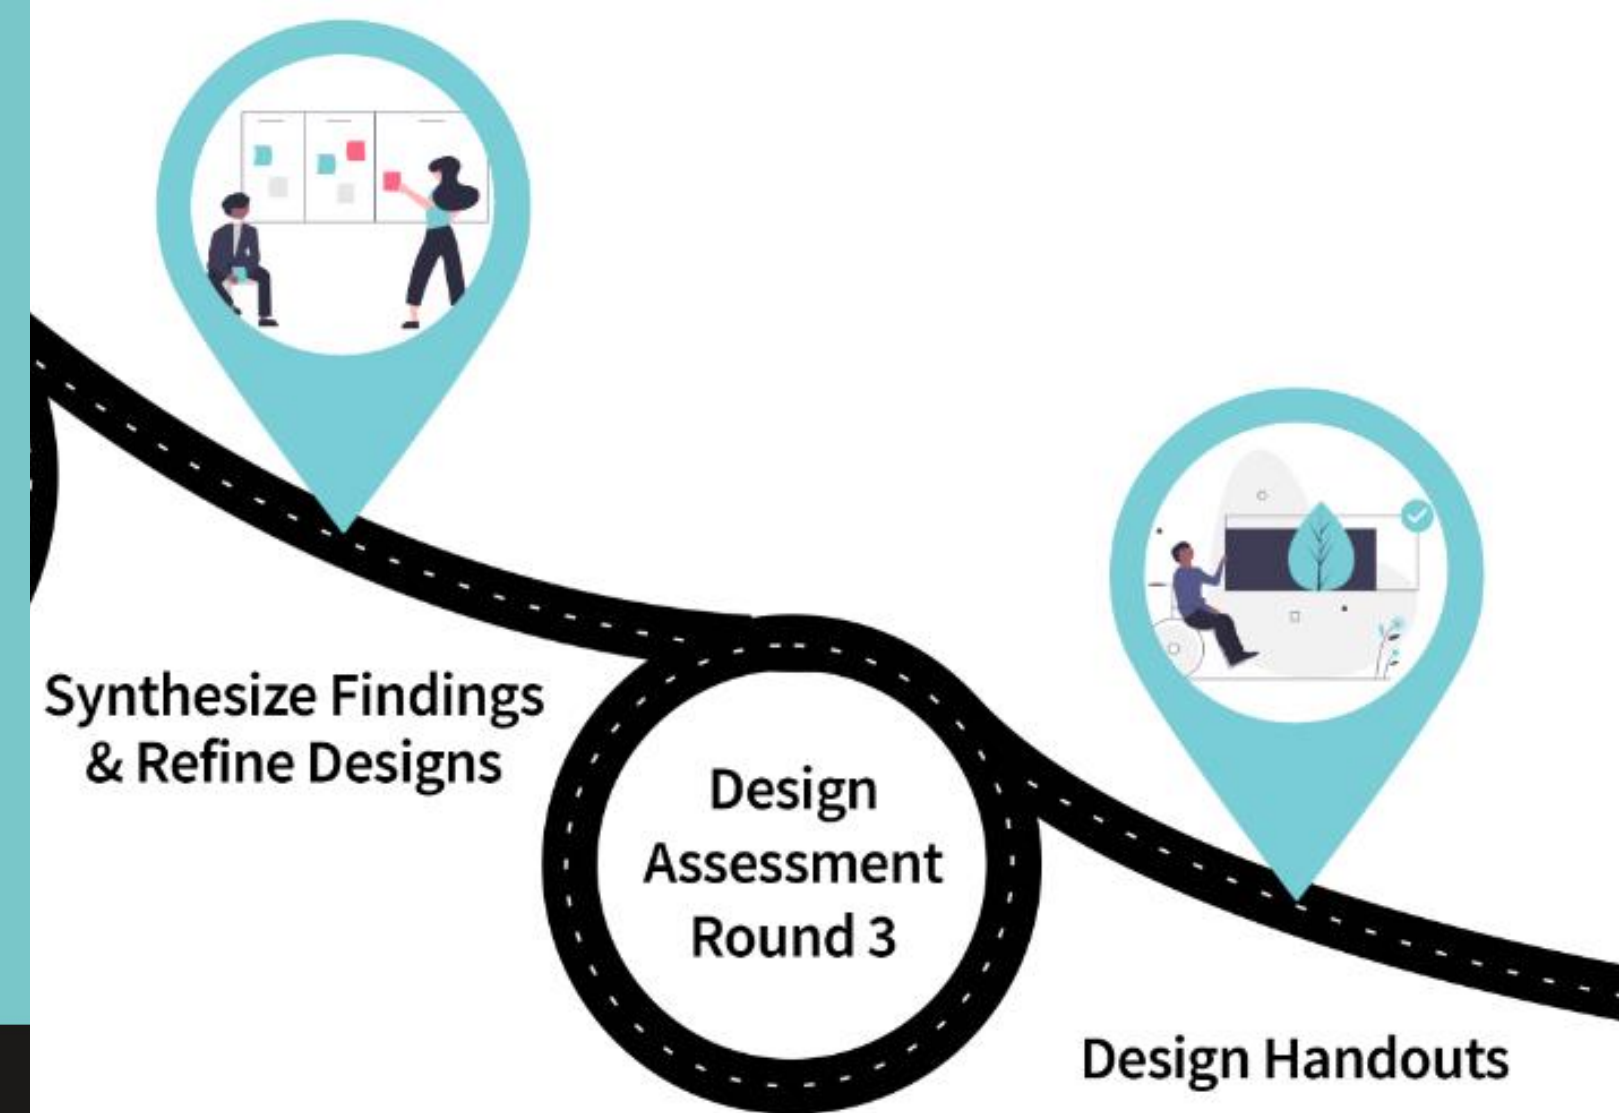 Synthesize Findings
& Refine Designs
Design
Assessment
Round 3
Design Handouts